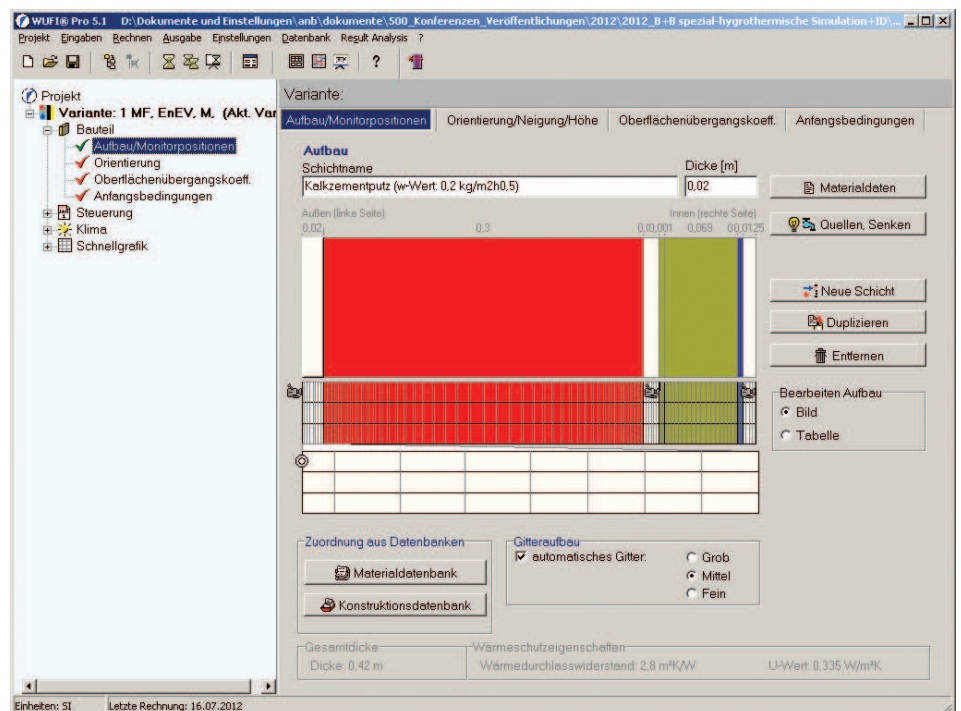 WUFI® Pro 5.1 D:\Dokumente und Einstellungen\anb\dokumente\500_Konferenzen_Veröffentlichungen\2012\2012_B+B spezial-hygrothermische Simulation+ID\...
Projekt Eingaben Rechnen Ausgabe Einstellungen Datenbank Result Analysis ?
Projekt
Variante: 1 MF, EnEV, M, (Akt. Var
Bauteil
Aufbau/Monitorpositionen
Orientierung
Oberflächenübergangskoeff.
Anfangsbedingungen
Steuerung
Klima
Schnellgrafik
Variante:
Aufbau/Monitorpositionen Orientierung/Neigung/Höhe Oberflächenübergangskoeff. Anfangsbedingungen
Aufbau
Schichtname Dicke [m]
Kalkzementputz (w-Wert: 0,2 kg/m2h0,5) 0,02
Materialdaten
Außen (linke Seite) Innen (rechte Seite)
0,02 0,3 0,069
Quellen, Senken
Neue Schicht
Duplizieren
Entfernen
Bearbeiten Aufbau
Bild
Tabelle
Zuordnung aus Datenbanken
Materialdatenbank
Konstruktionsdatenbank
Gitteraufbau
automatisches Gitter:
Grob
Mittel
Fein
Gesamtdicke
Dicke: 0,42 m
Wärmeschutzeigenschaften
Wärmedurchlasswiderstand: 2,8 m²K/W U-Wert: 0,335 W/m²K
Einheiten: SI Letzte Rechnung: 16.07.2012